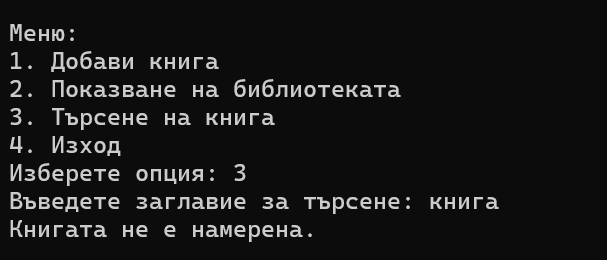 Меню:
1. Добави книга
2. Показване на библиотеката
3. Търсене на книга
4. Изход
Изберете опция: 3
Въведете заглавие за търсене: книга
Книгата не е намерена.